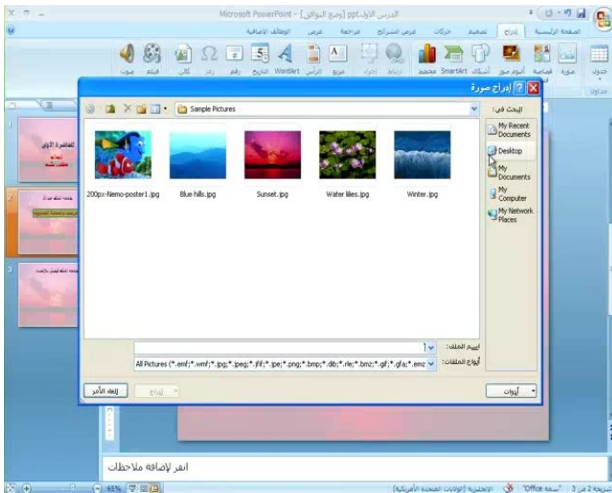 الدرس الاول.ppt [وضع التوافق] - Microsoft PowerPoint
الصفحة الرئيسية
إدراج
تصميم
حركات
عرض الشرائح
مراجعة
عرض
الوظائف الإضافية
جدول
صورة
قصاصة
ألبوم صور
أشكال
SmartArt
مخطط
ارتباط
إجراء
مربع
الرأس
WordArt
التاريخ
رقم
رمز
كائن
فيلم
صوت
إدراج صورة
البحث في:
Sample Pictures
My Recent Documents
Desktop
My Documents
My Computer
My Network Places
200px-Nemo-poster1.jpg
Blue hills.jpg
Sunset.jpg
Water lilies.jpg
Winter.jpg
اسم الملف:
أنواع الملفات:
All Pictures (*.emf;*.wmf;*.jpg;*.jpeg;*.jfif;*.jpe;*.png;*.bmp;*.dib;*.rle;*.bmz;*.gif;*.gfa;*.emz
أدوات
إدراج
إلغاء الأمر
انقر لإضافة ملاحظات
شريحة 2 من 3
"سمة Office"
الإنجليزية (الولايات المتحدة الأمريكية)
65%